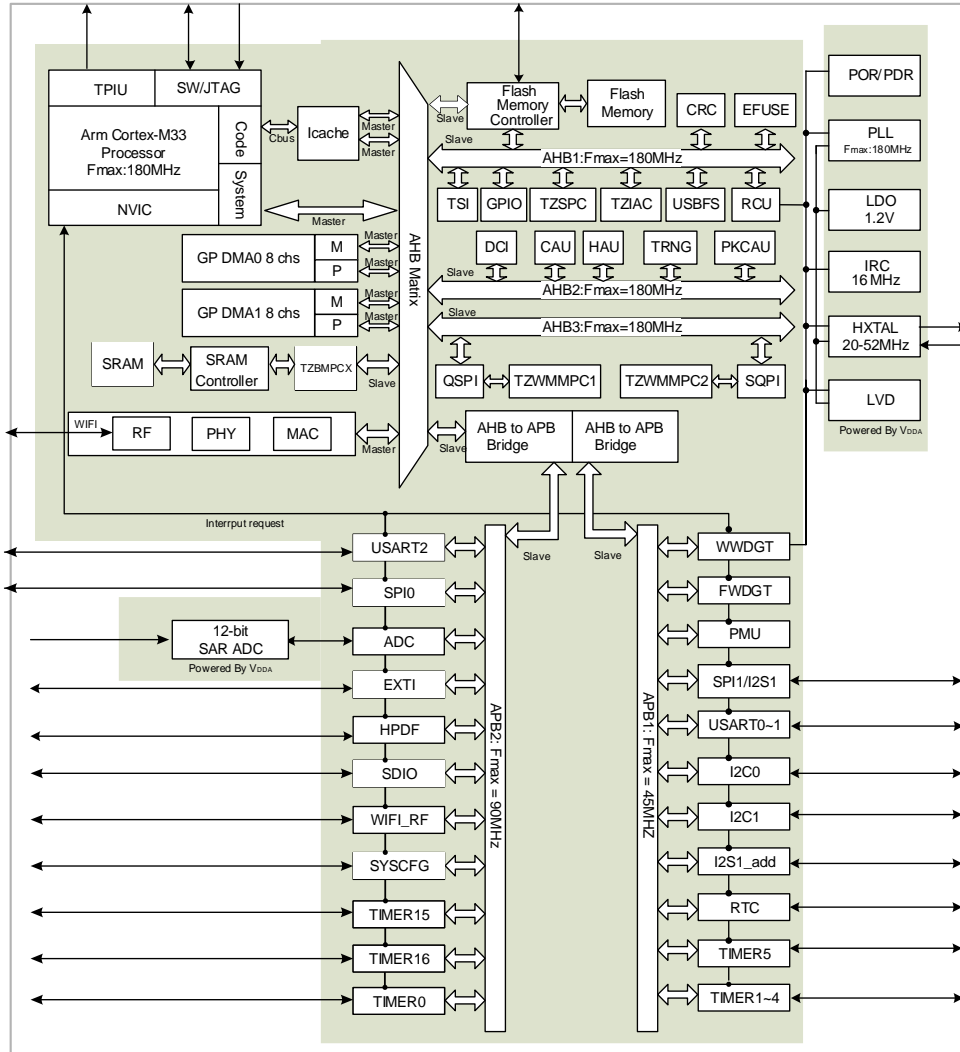 TPIU
SW/JTAG
Arm Cortex-M33
Processor
Fmax:180MHz
NVIC
Code
System
Cbus
Icache
Master
Master
Master
GP DMA0 8 chs
M
P
Master
Master
GP DMA1 8 chs
M
P
Master
Master
SRAM
SRAM
Controller
TZBMPCX
Slave
WIFI
RF
PHY
MAC
Master
AHB Matrix
Slave
Flash
Memory
Controller
Flash
Memory
CRC
EFUSE
Slave
AHB1:Fmax=180MHz
TSI
GPIO
TZSPC
TZIAC
USBFS
RCU
DCI
CAU
HAU
TRNG
PKCAU
Slave
AHB2:Fmax=180MHz
Slave
AHB3:Fmax=180MHz
QSPI
TZWMMPC1
TZWMMPC2
SQPI
Slave
AHB to APB
Bridge
AHB to APB
Bridge
POR/PDR
PLL
Fmax:180MHz
LDO
1.2V
IRC
16 MHz
HXTAL
20-52MHz
LVD
Powered By VDDA
Interrput request
Slave
Slave
USART2
SPI0
12-bit
SAR ADC
Powered By VDDA
ADC
EXTI
HPDF
SDIO
WIFI_RF
SYSCFG
TIMER15
TIMER16
TIMER0
APB2: Fmax = 90MHz
APB1: Fmax = 45MHZ
WWDGT
FWDGT
PMU
SPI1/I2S1
USART0~1
I2C0
I2C1
I2S1_add
RTC
TIMER5
TIMER1~4